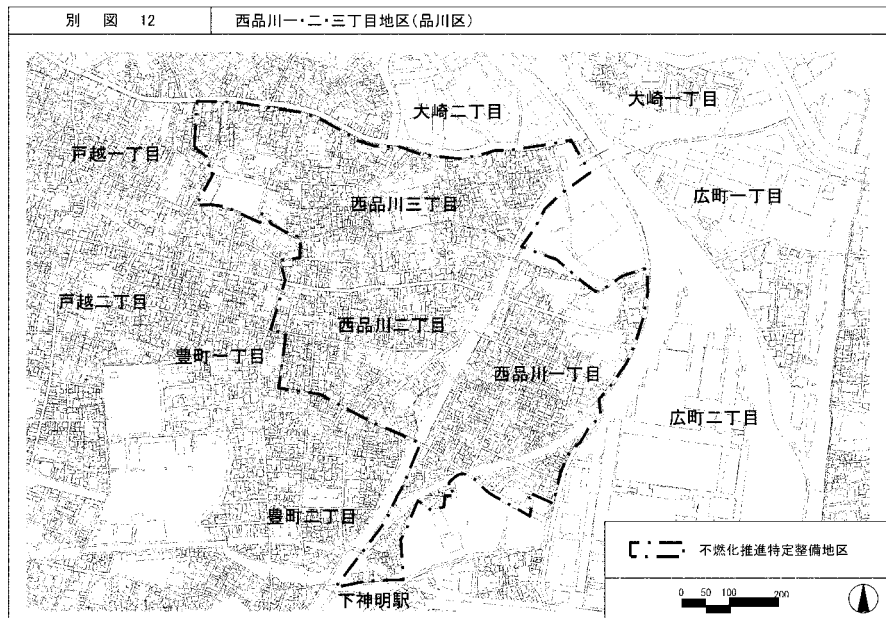 別 図 12
西品川一・二・三丁目地区(品川区)
大崎二丁目
大崎一丁目
戸越一丁目
広町一丁目
西品川三丁目
戸越二丁目
西品川二丁目
豊町一丁目
西品川一丁目
広町二丁目
豊町二丁目
下神明駅
不燃化推進特定整備地区
0 50 100 200